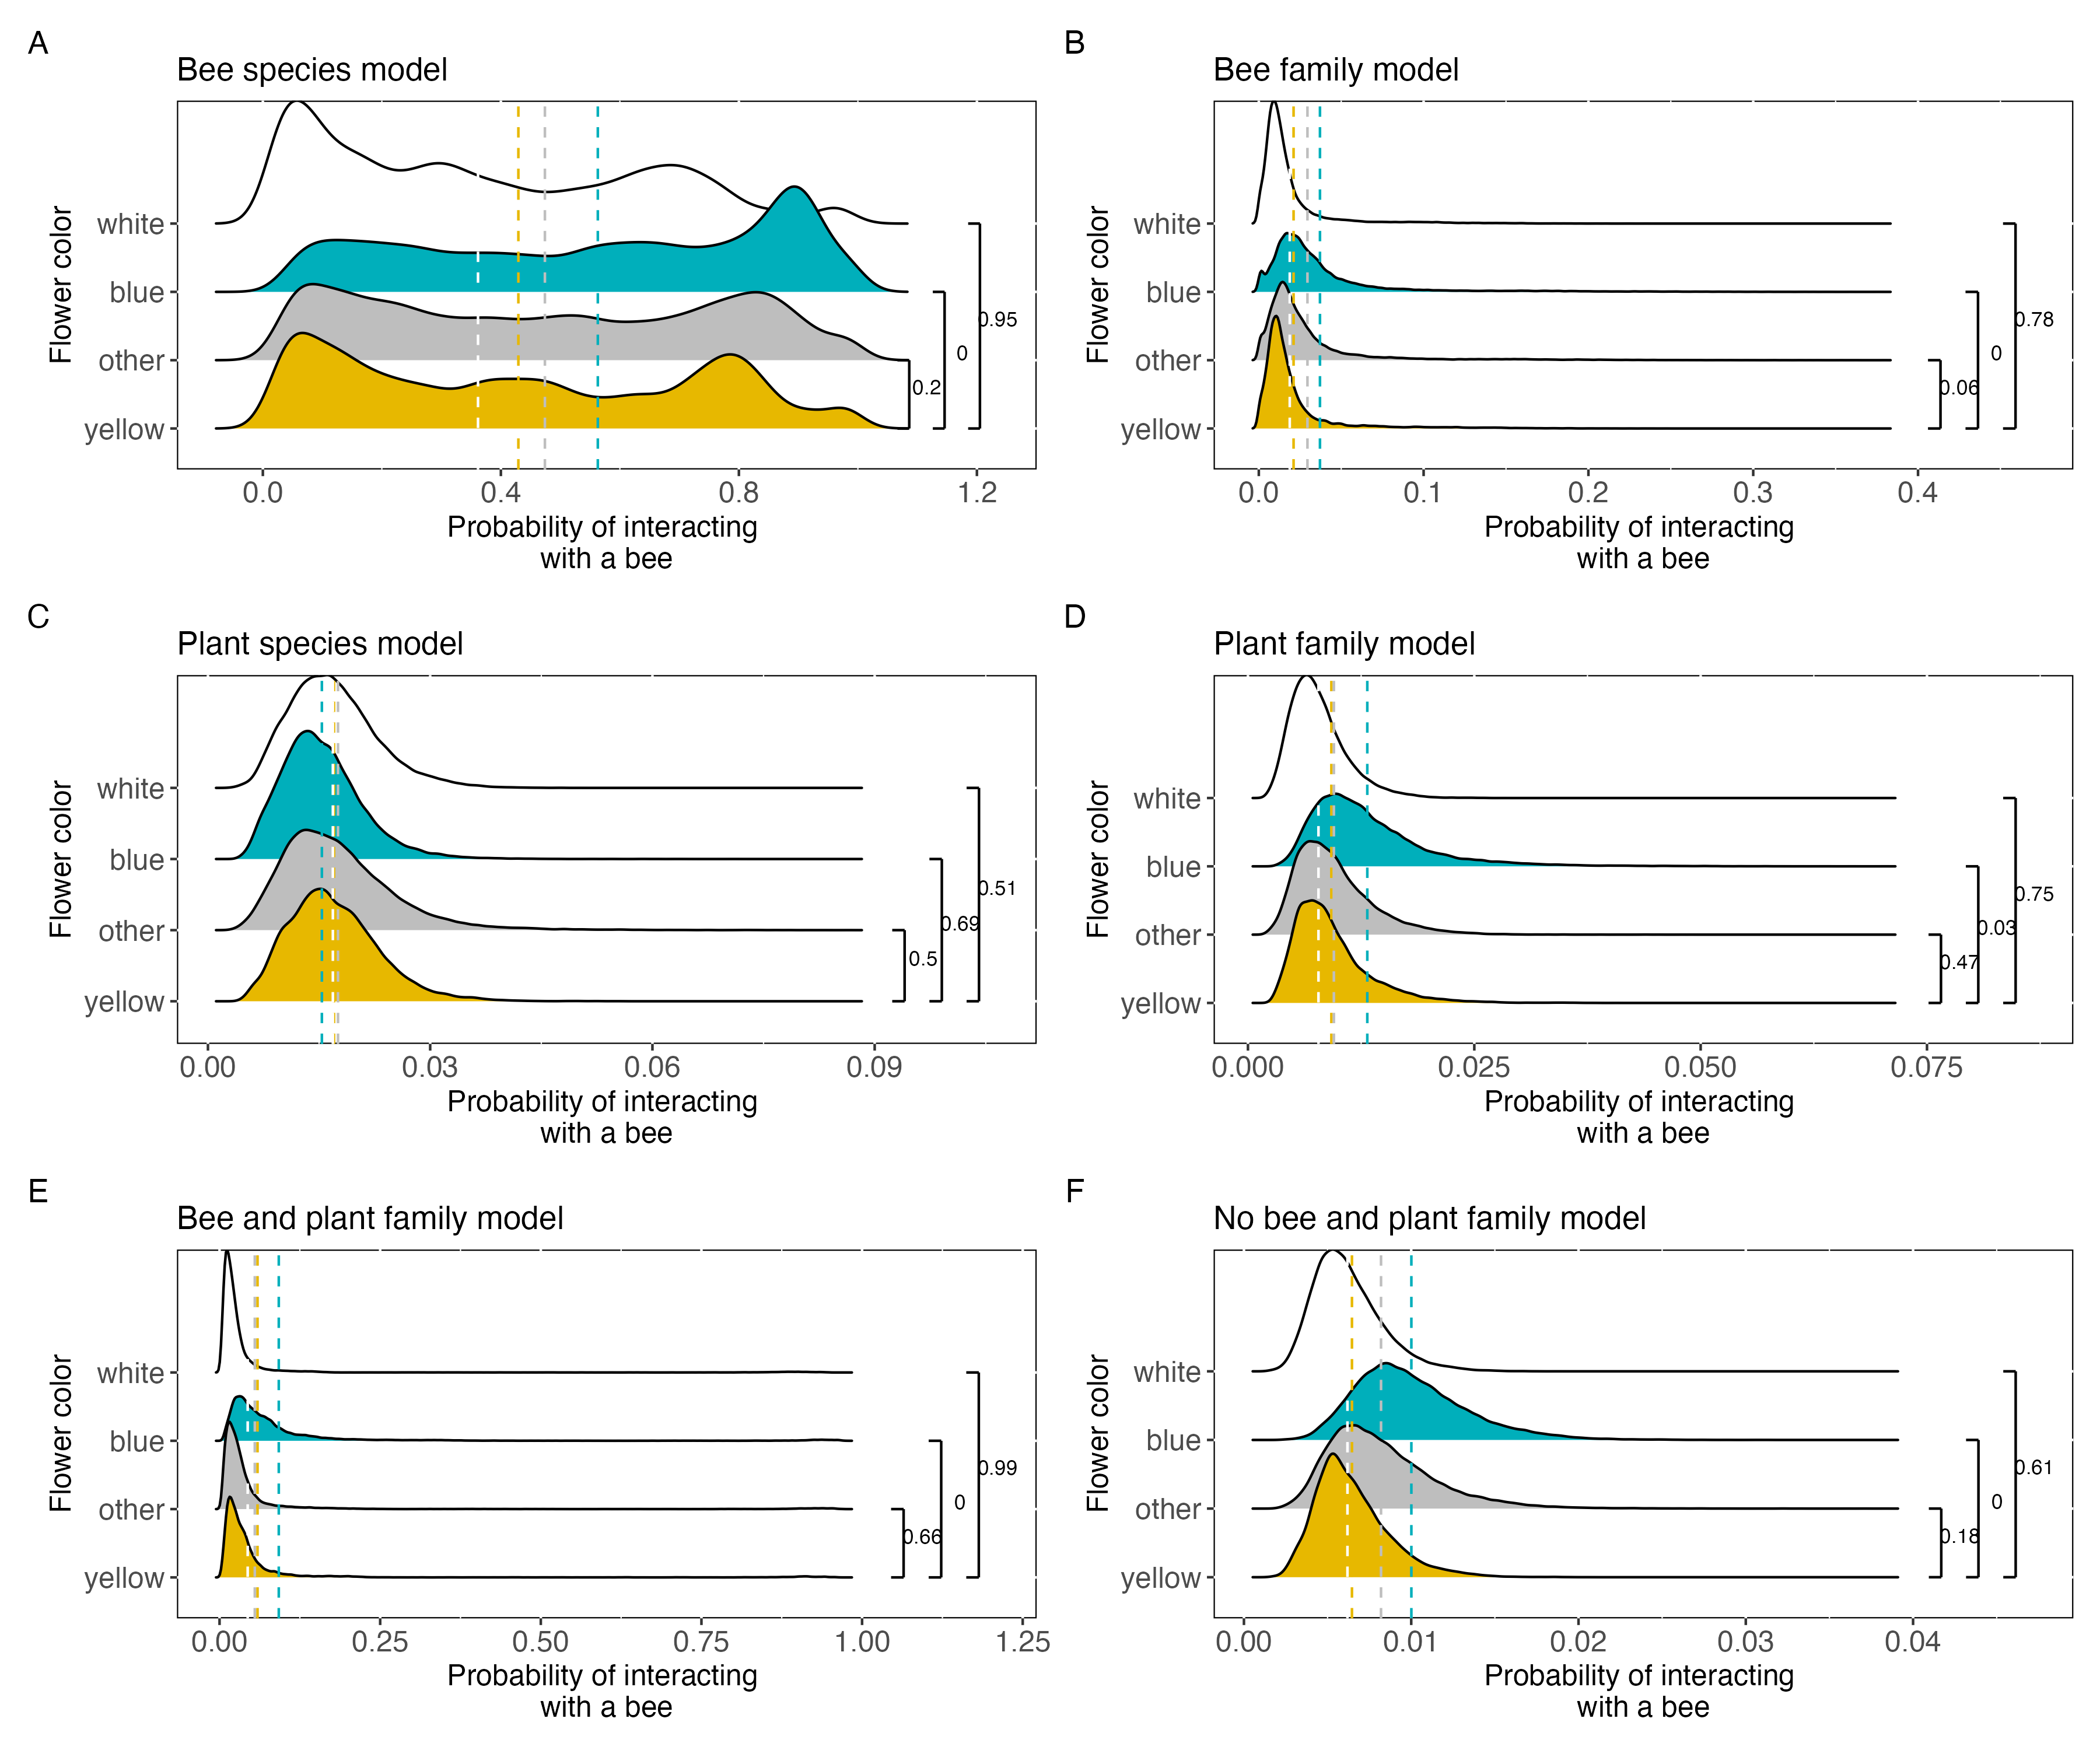 A
Bee species model
Flower color
white
blue
other
yellow
0.95
0
0.2
0.0 0.4 0.8 1.2
Probability of interacting
with a bee
B
Bee family model
Flower color
white
blue
other
yellow
0.78
0
0.06
0.0 0.1 0.2 0.3 0.4
Probability of interacting
with a bee
C
Plant species model
Flower color
white
blue
other
yellow
0.51
0.69
0.5
0.00 0.03 0.06 0.09
Probability of interacting
with a bee
D
Plant family model
Flower color
white
blue
other
yellow
0.75
0.03
0.47
0.000 0.025 0.050 0.075
Probability of interacting
with a bee
E
Bee and plant family model
Flower color
white
blue
other
yellow
0.99
0
0.66
0.00 0.25 0.50 0.75 1.00 1.25
Probability of interacting
with a bee
F
No bee and plant family model
Flower color
white
blue
other
yellow
0.61
0
0.18
0.00 0.01 0.02 0.03 0.04
Probability of interacting
with a bee